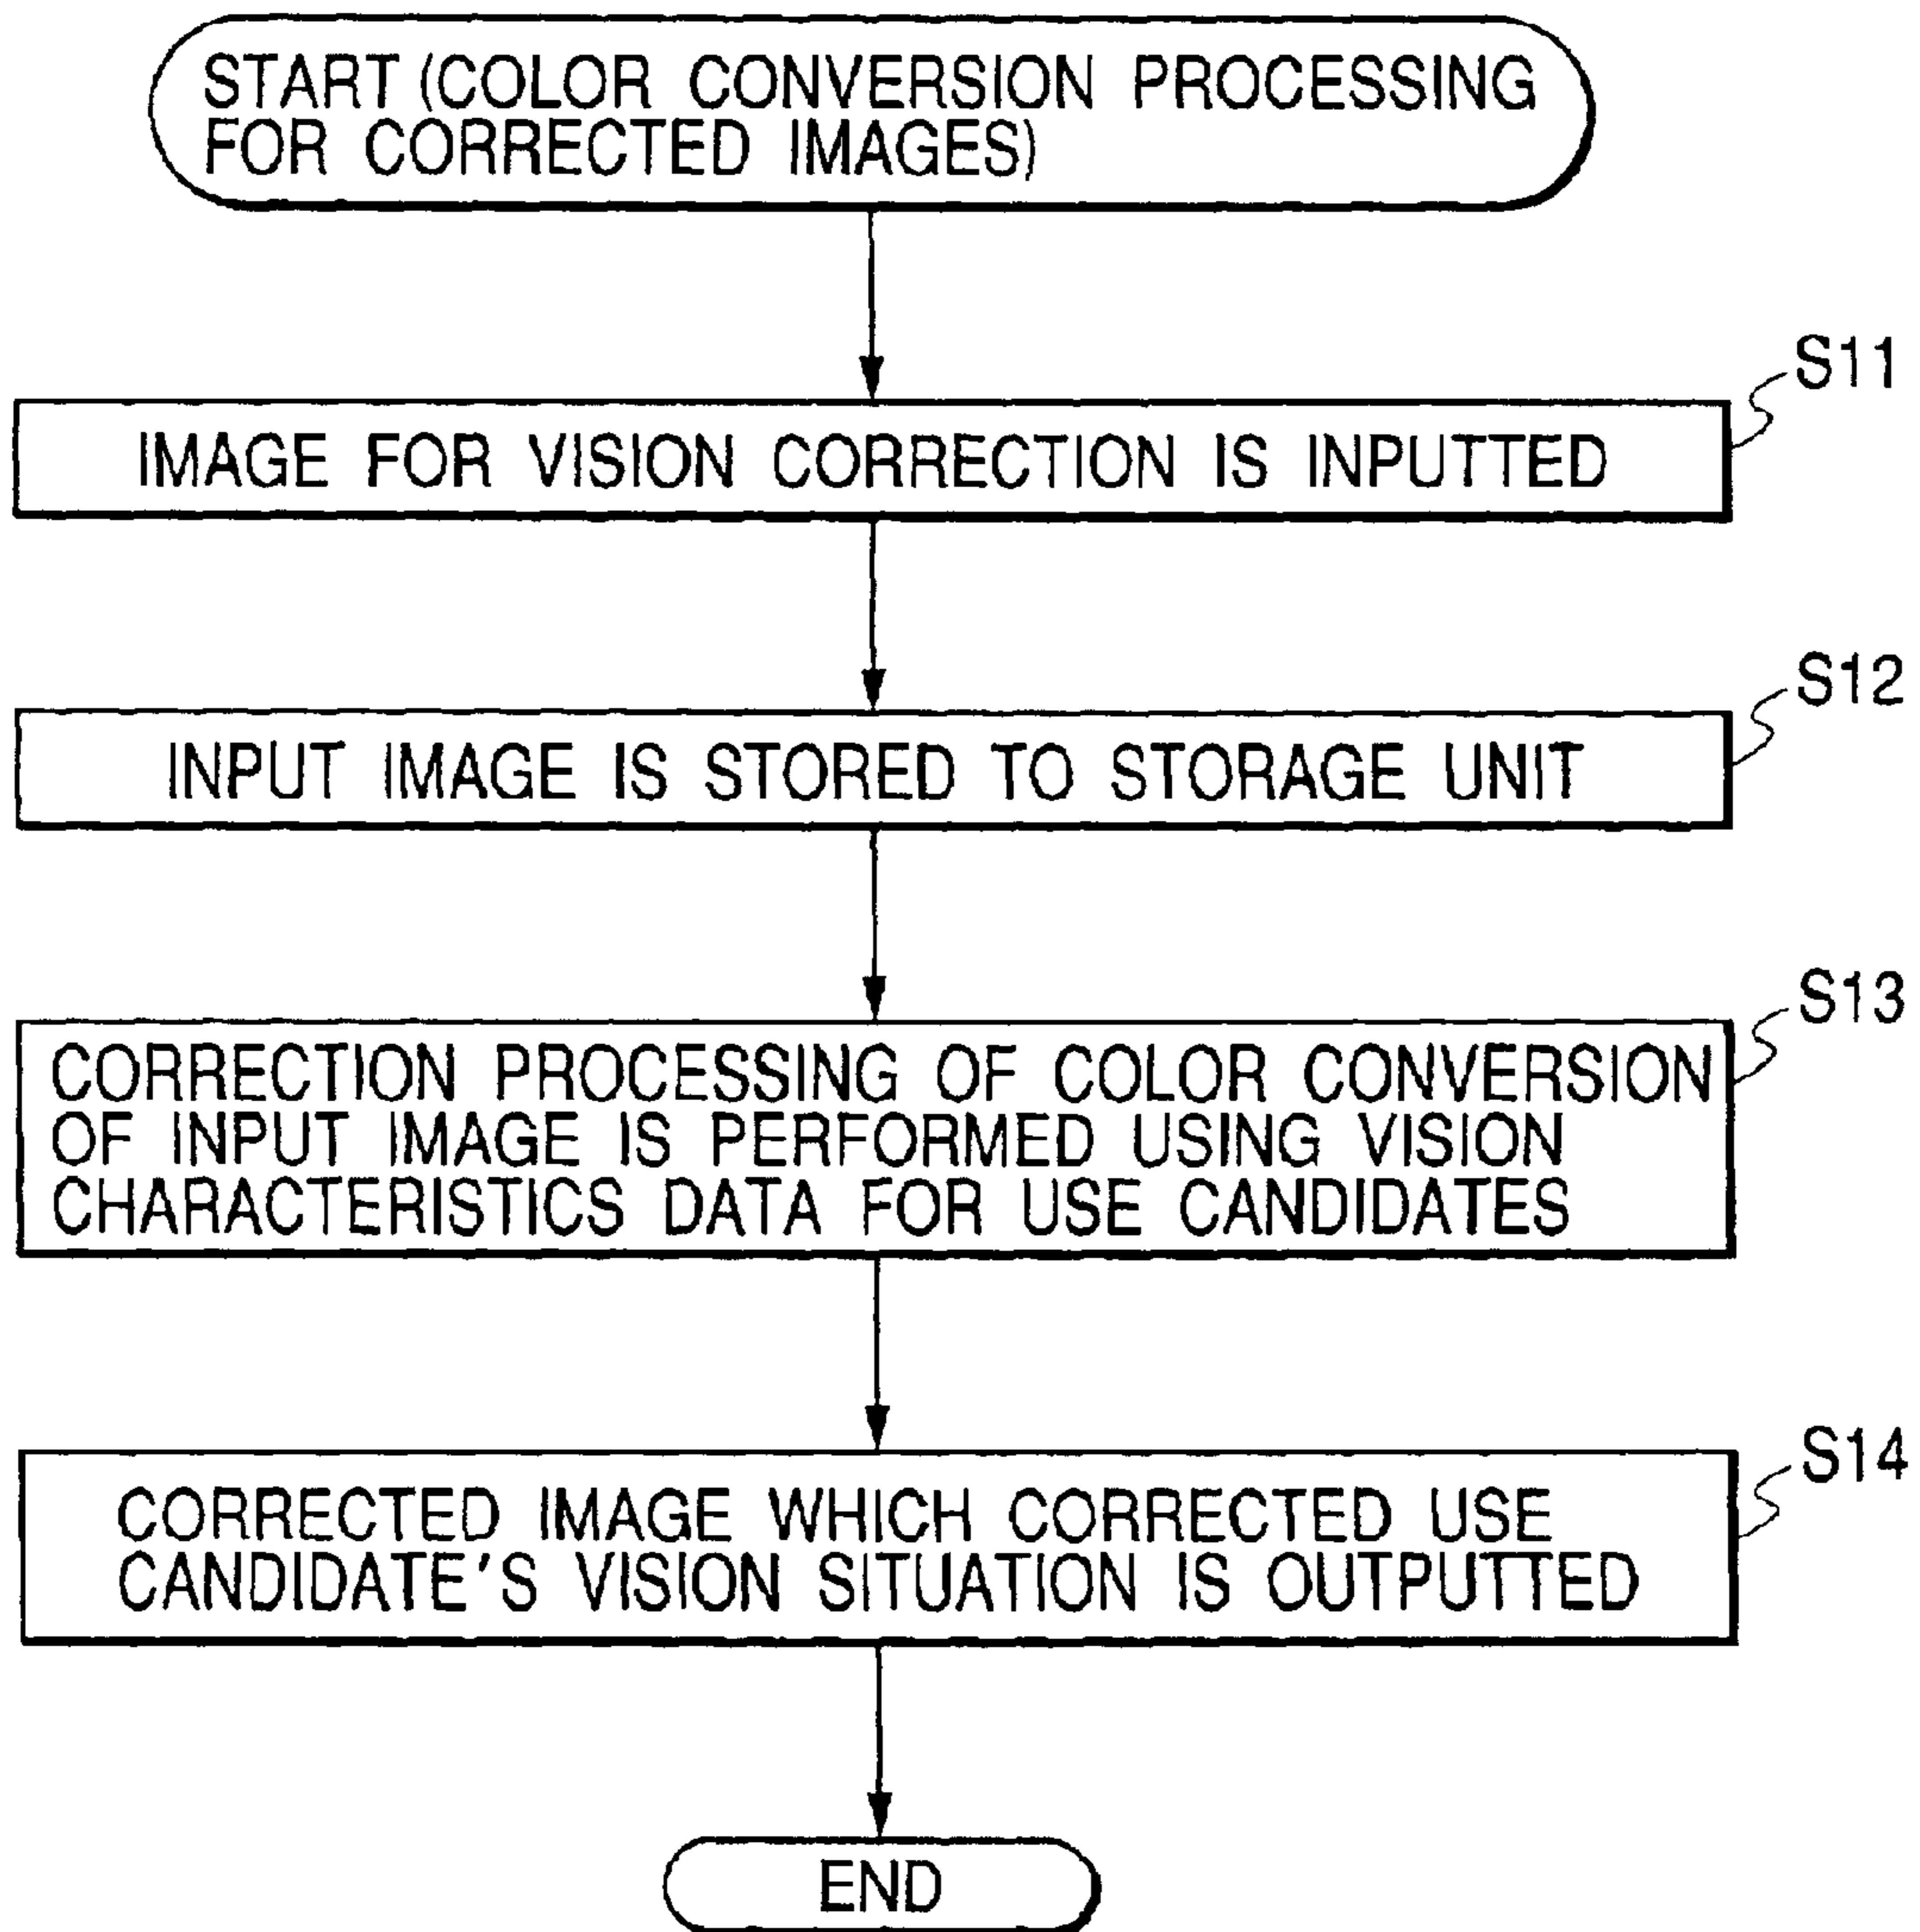 START (COLOR CONVERSION PROCESSING
FOR CORRECTED IMAGES)
S11
IMAGE FOR VISION CORRECTION IS INPUTTED
S12
INPUT IMAGE IS STORED TO STORAGE UNIT
S13
CORRECTION PROCESSING OF COLOR CONVERSION
OF INPUT IMAGE IS PERFORMED USING VISION
CHARACTERISTICS DATA FOR USE CANDIDATES
S14
CORRECTED IMAGE WHICH CORRECTED USE
CANDIDATE'S VISION SITUATION IS OUTPUTTED
END